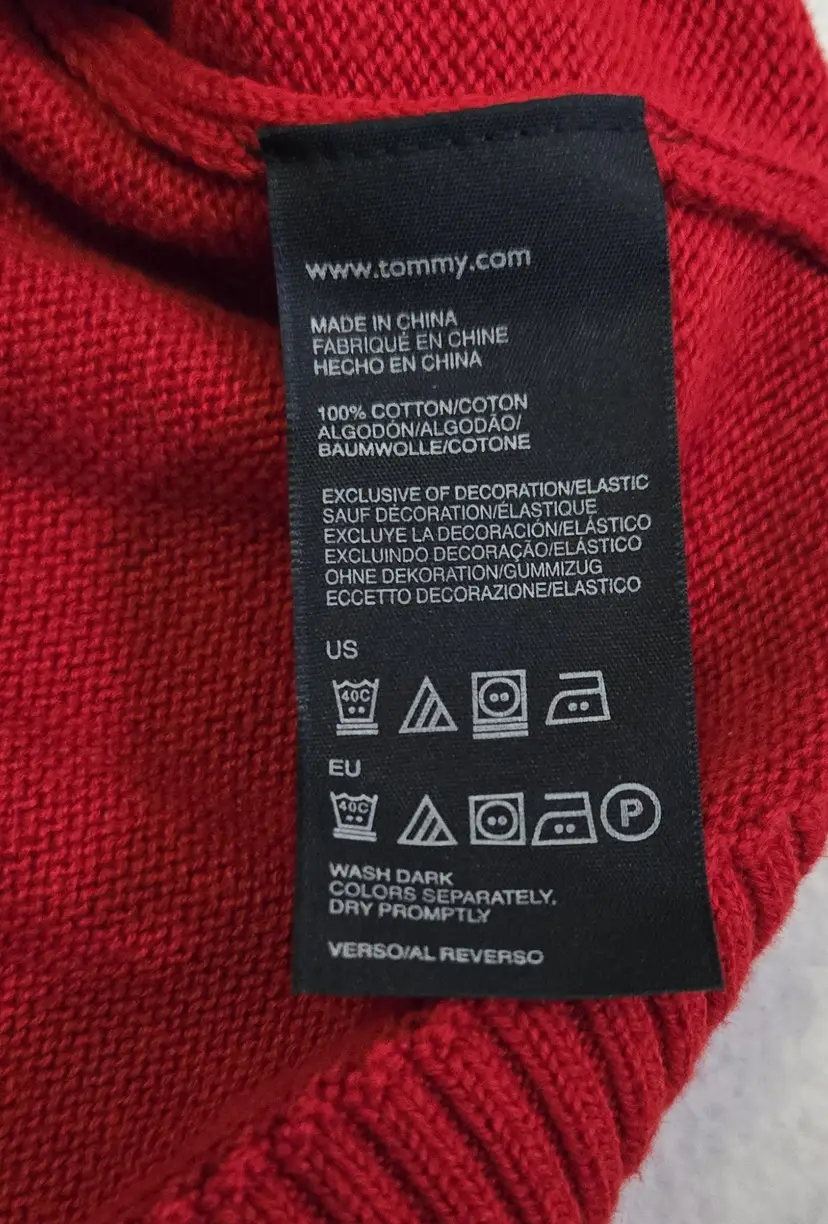 www.tommy.com
MADE IN CHINA
FABRIQUÉ EN CHINE
HECHO EN CHINA
100% COTTON/COTON
ALGODÓN/ALGODÃO/
BAUMWOLLE/COTONE
EXCLUSIVE OF DECORATION/ELASTIC
SAUF DÉCORATION/ÉLASTIQUE
EXCLUYE LA DECORACIÓN/ELÁSTICO
EXCLUINDO DECORAÇÃO/ELÁSTICO
OHNE DEKORATION/GUMMIZUG
ECCETTO DECORAZIONE/ELASTICO
US
40C
EU
40C P
WASH DARK
COLORS SEPARATELY.
DRY PROMPTLY
VERSO/AL REVERSO